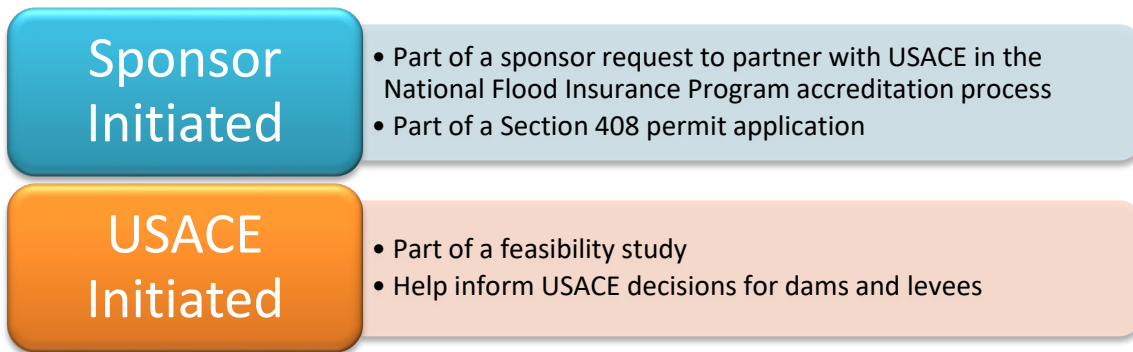 Sponsor
Initiated
• Part of a sponsor request to partner with USACE in the
National Flood Insurance Program accreditation process
• Part of a Section 408 permit application
USACE
Initiated
• Part of a feasibility study
• Help inform USACE decisions for dams and levees